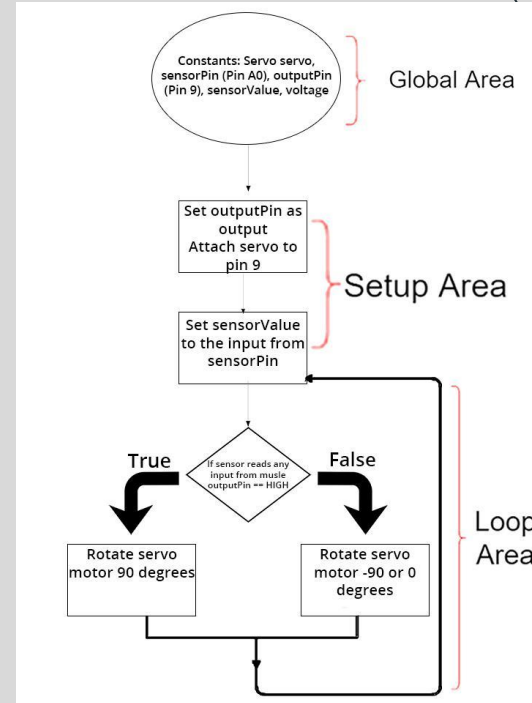 Constants: Servo servo,
sensorPin (Pin A0), outputPin
(Pin 9), sensorValue, voltage
Global Area
Set outputPin as
output
Attach servo to
pin 9
Setup Area
Set sensorValue
to the input from
sensorPin
If sensor reads any
input from musle
outputPin == HIGH
True
False
Rotate servo
motor 90 degrees
Rotate servo
motor -90 or 0
degrees
Loop
Area